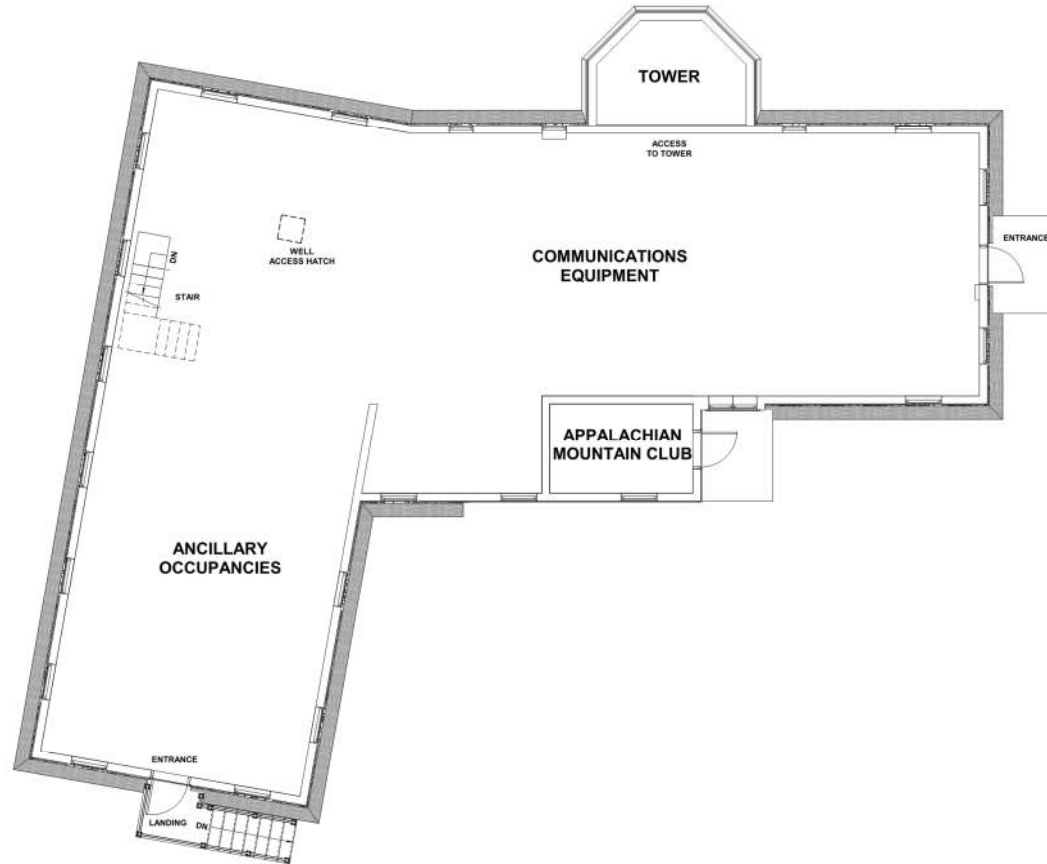 TOWER
ACCESS
TO TOWER
COMMUNICATIONS
EQUIPMENT
ENTRANCE
WELL
ACCESS HATCH
DN
STAIR
APPALACHIAN
MOUNTAIN CLUB
ANCILLARY
OCCUPANCIES
ENTRANCE
LANDING
DN